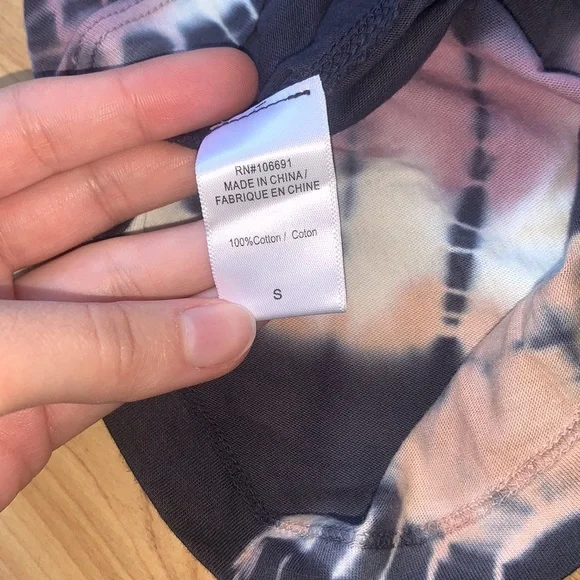 RN#106691
MADE IN CHINA/
FABRIQUE EN CHINE
100%Cotton / Coton
S